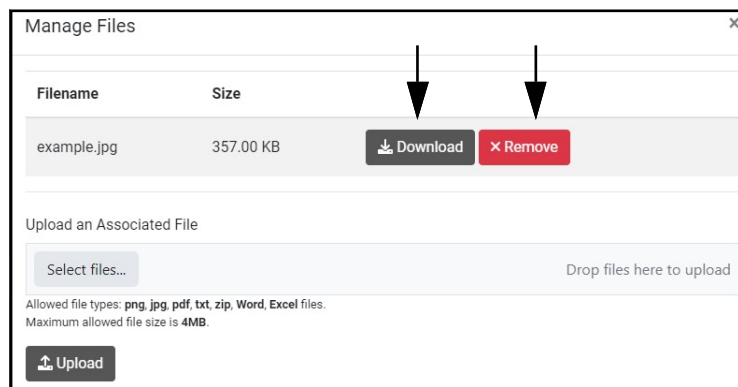 Manage Files ×
Filename Size
example.jpg 357.00 KB Download × Remove
Upload an Associated File
Select files... Drop files here to upload
Allowed file types: png, jpg, pdf, txt, zip, Word, Excel files.
Maximum allowed file size is 4MB.
Upload